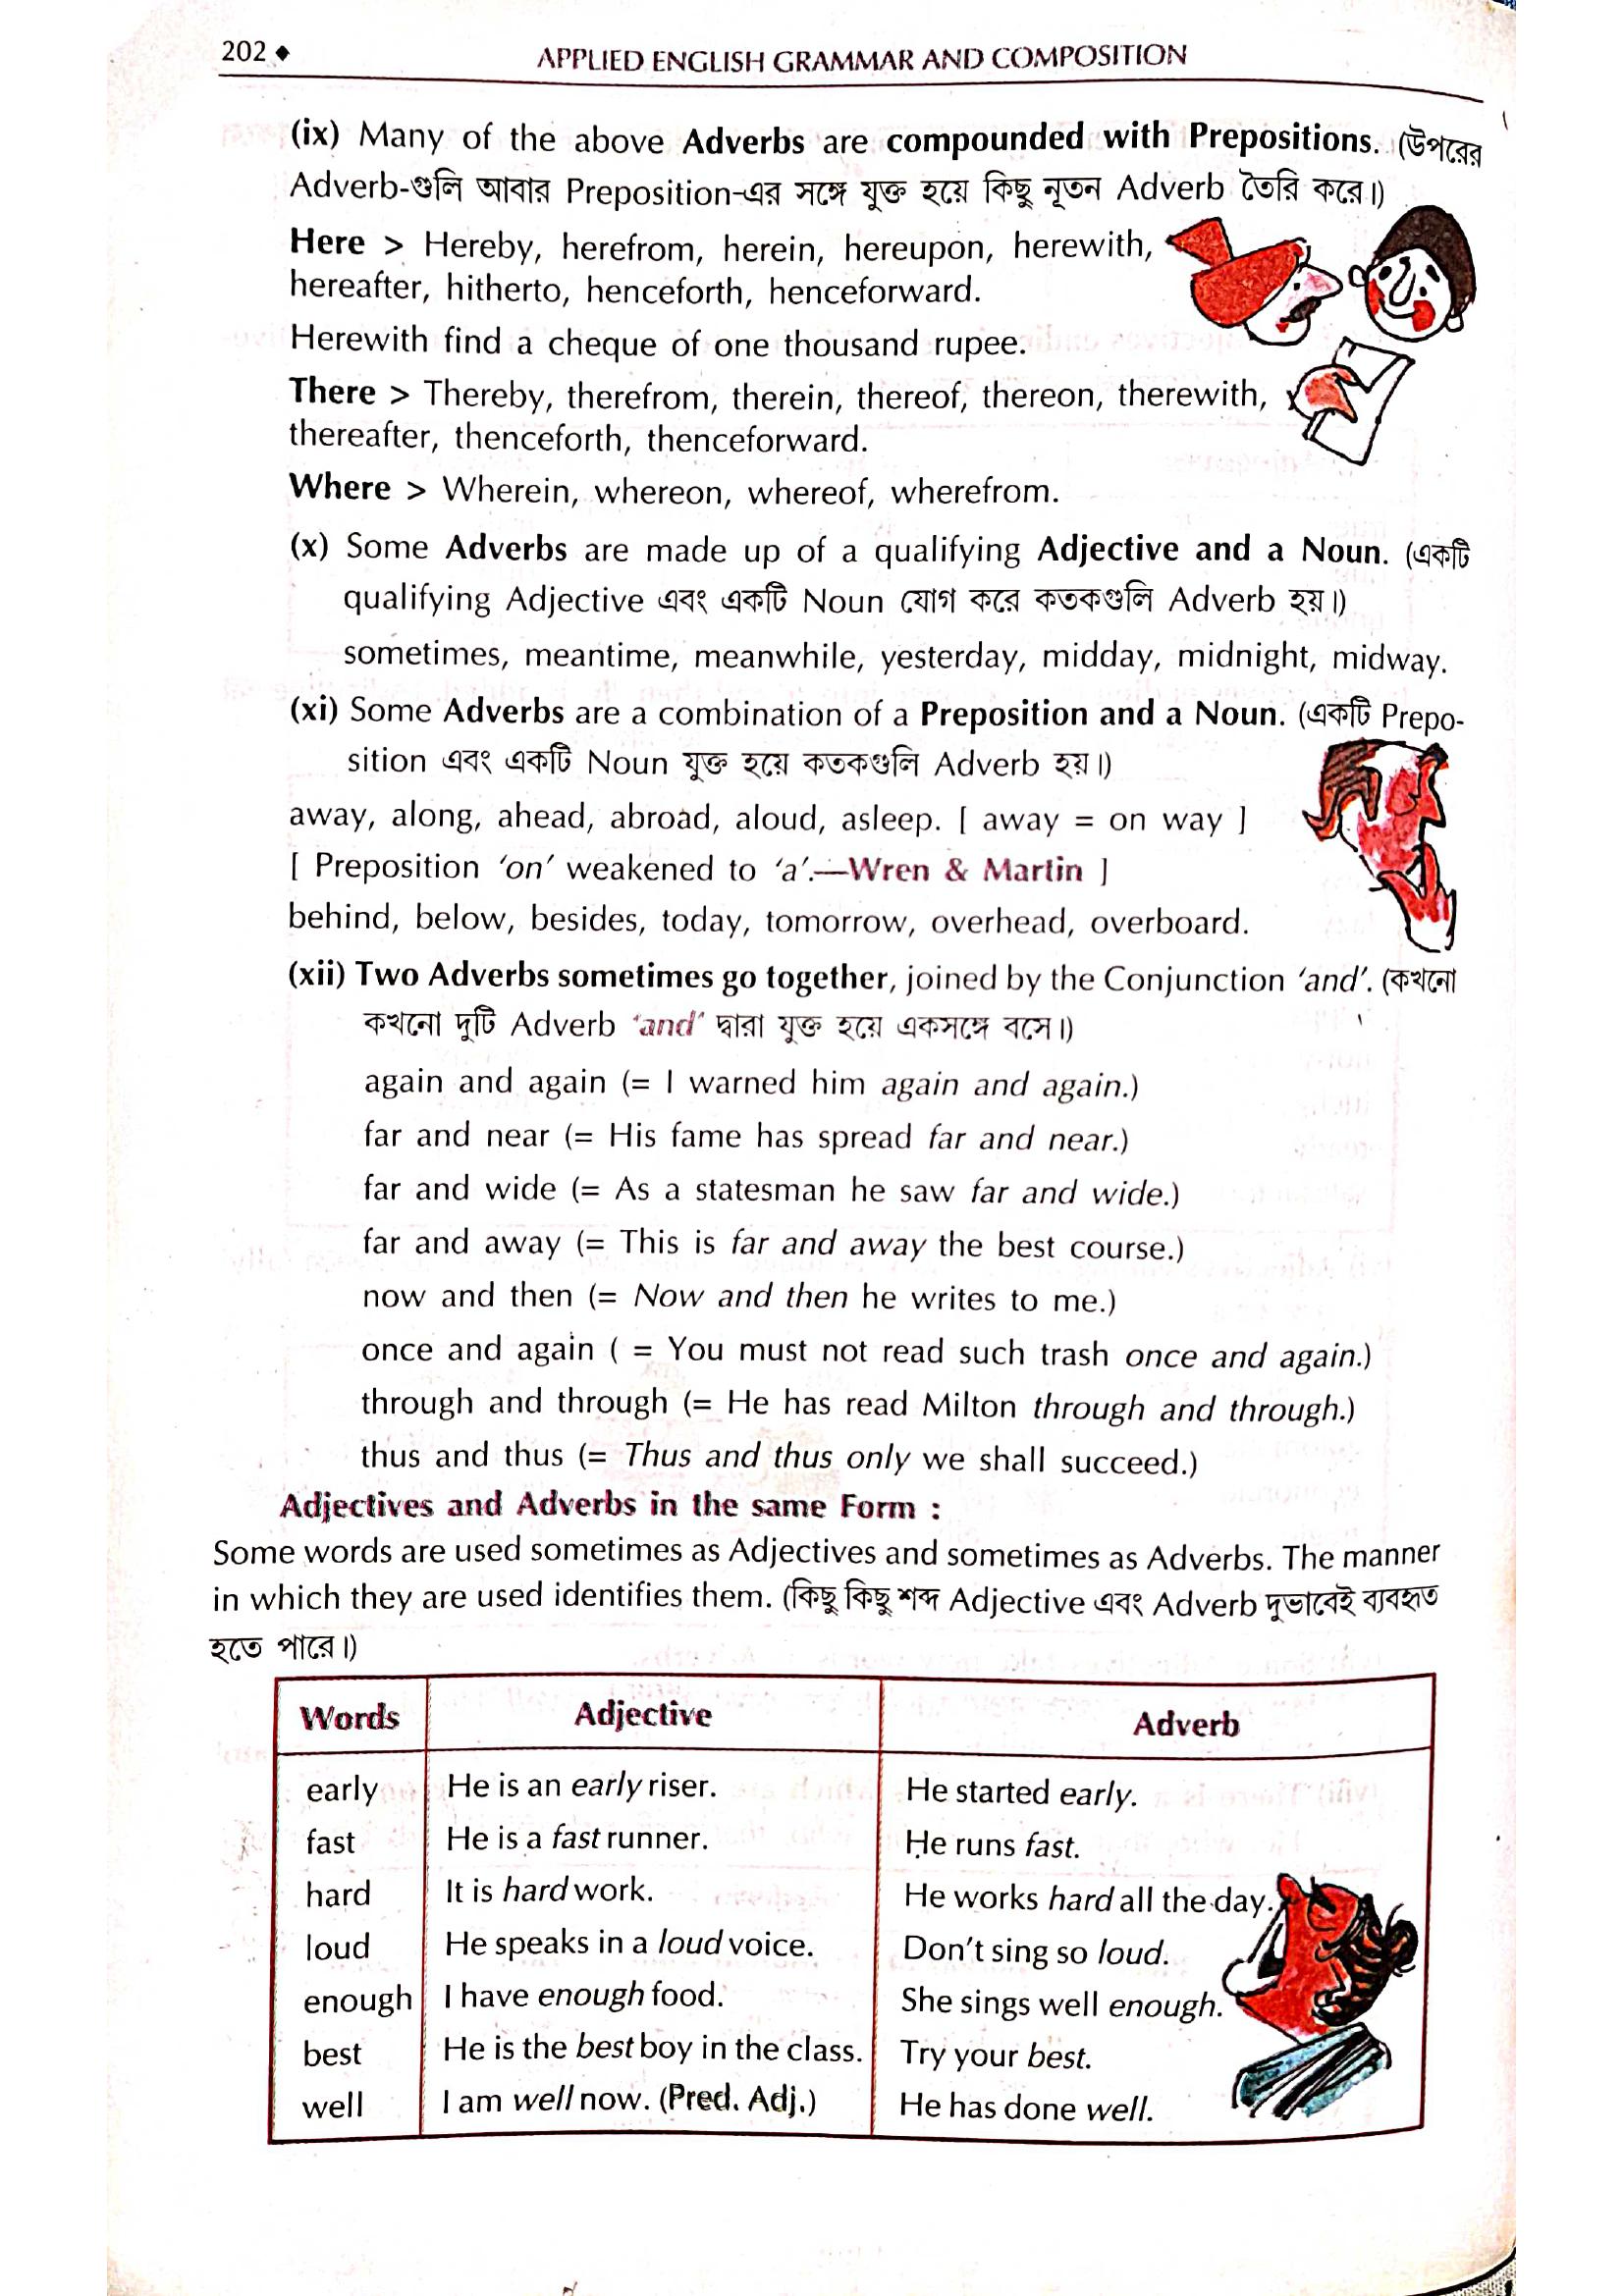 202 ◆ APPLIED ENGLISH GRAMMAR AND COMPOSITION
(ix) Many of the above Adverbs are compounded with Prepositions. (উপরের
Adverb-গুলি আবার Preposition-এর সঙ্গে যুক্ত হয়ে কিছু নূতন Adverb তৈরি করে।)
Here > Hereby, herefrom, herein, hereupon, herewith,
hereafter, hitherto, henceforth, henceforward.
Herewith find a cheque of one thousand rupee.
There > Thereby, therefrom, therein, thereof, thereon, therewith,
thereafter, thenceforth, thenceforward.
Where > Wherein, whereon, whereof, wherefrom.
(x) Some Adverbs are made up of a qualifying Adjective and a Noun. (একটি
qualifying Adjective এবং একটি Noun যোগ করে কতকগুলি Adverb হয়।)
sometimes, meantime, meanwhile, yesterday, midday, midnight, midway.
(xi) Some Adverbs are a combination of a Preposition and a Noun. (একটি Prepo-
sition এবং একটি Noun যুক্ত হয়ে কতকগুলি Adverb হয়।)
away, along, ahead, abroad, aloud, asleep. [ away = on way ]
[ Preposition ‘on’ weakened to ‘a’.—Wren & Martin ]
behind, below, besides, today, tomorrow, overhead, overboard.
(xii) Two Adverbs sometimes go together, joined by the Conjunction ‘and’. (কখনো
কখনো দুটি Adverb ‘and’ দ্বারা যুক্ত হয়ে একসঙ্গে বসে।)
again and again (= I warned him again and again.)
far and near (= His fame has spread far and near.)
far and wide (= As a statesman he saw far and wide.)
far and away (= This is far and away the best course.)
now and then (= Now and then he writes to me.)
once and again ( = You must not read such trash once and again.)
through and through (= He has read Milton through and through.)
thus and thus (= Thus and thus only we shall succeed.)
Adjectives and Adverbs in the same Form :
Some words are used sometimes as Adjectives and sometimes as Adverbs. The manner
in which they are used identifies them. (কিছু কিছু শব্দ Adjective এবং Adverb দুভাবেই ব্যবহৃত
হতে পারে।)
Words Adjective Adverb
early He is an early riser. He started early.
fast He is a fast runner. He runs fast.
hard It is hard work. He works hard all the day.
loud He speaks in a loud voice. Don’t sing so loud.
enough I have enough food. She sings well enough.
best He is the best boy in the class. Try your best.
well I am well now. (Pred. Adj.) He has done well.